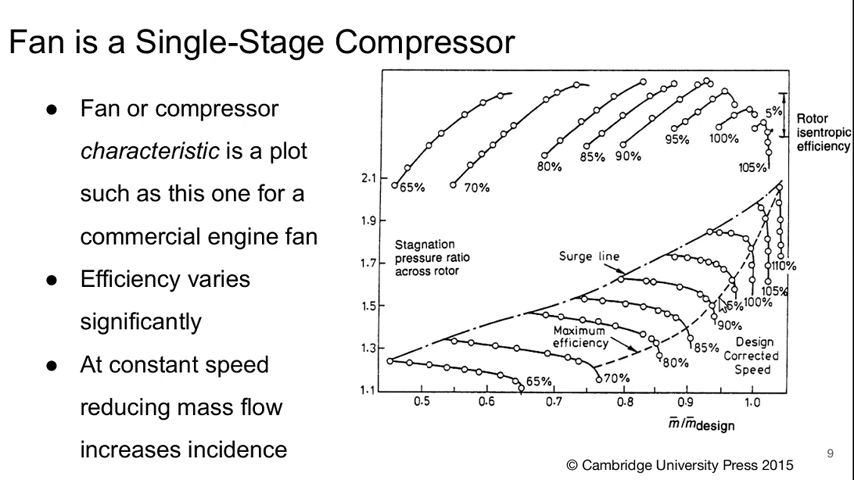 Fan is a Single-Stage Compressor
● Fan or compressor
characteristic is a plot
such as this one for a
commercial engine fan
● Efficiency varies
significantly
● At constant speed
reducing mass flow
increases incidence
5%
Rotor
isentropic
efficiency
65%
70%
80%
85%
90%
95%
100%
105%
2.1
1.9
1.7
1.5
1.3
1.1
Stagnation
pressure ratio
across rotor
Surge line
Maximum
efficiency
110%
105%
100%
90%
85%
80%
70%
65%
Design
Corrected
Speed
0.5 0.6 0.7 0.8 0.9 1.0
m̄/m̄design
© Cambridge University Press 2015
9